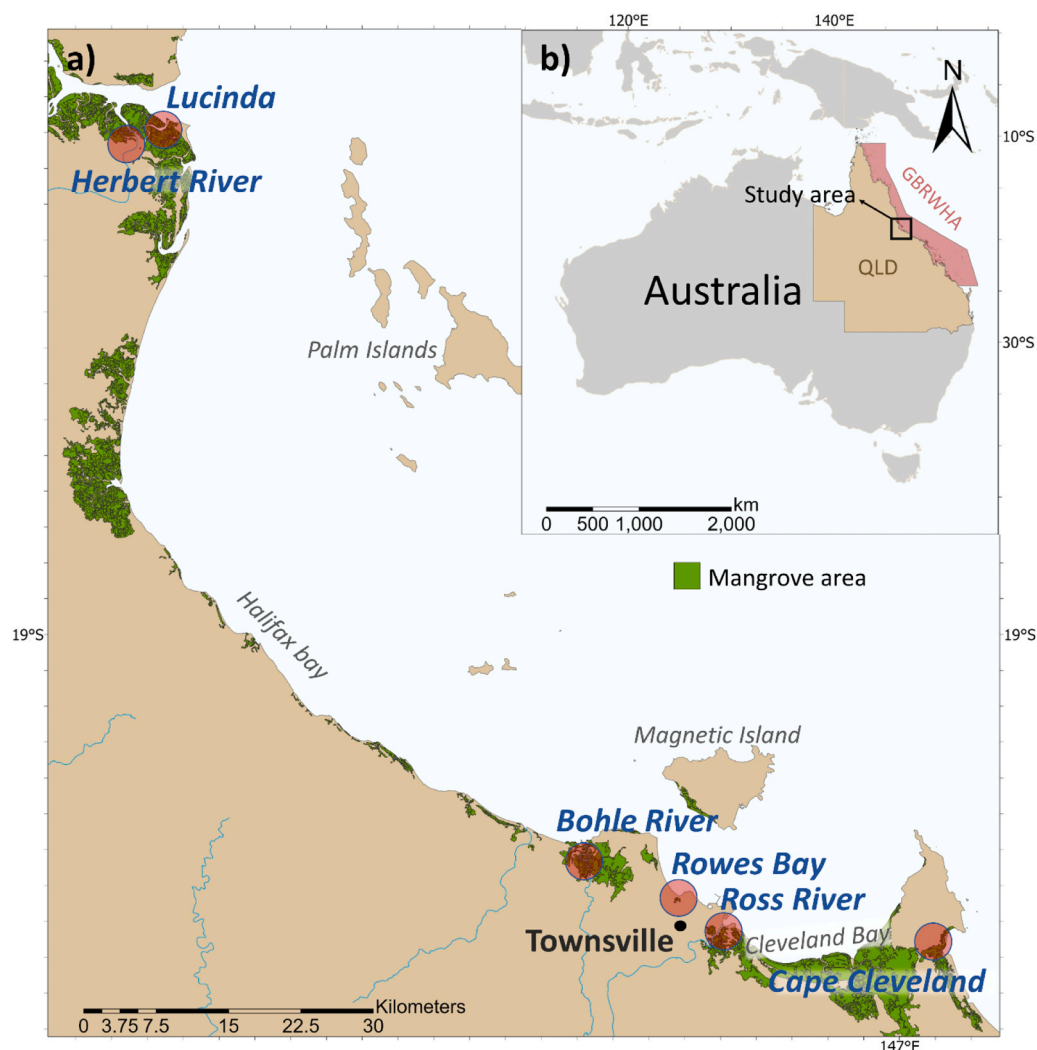 a)
Lucinda
Herbert River
Palm Islands
Halifax bay
19°S
120°E
140°E
b)
N
10°S
GBRWHA
Study area
QLD
Australia
30°S
km
0 500 1,000 2,000
Mangrove area
19°S
Magnetic Island
Bohle River
Rowes Bay
Ross River
Townsville
Cleveland Bay
Cape Cleveland
Kilometers
0 3.75 7.5 15 22.5 30
147°E